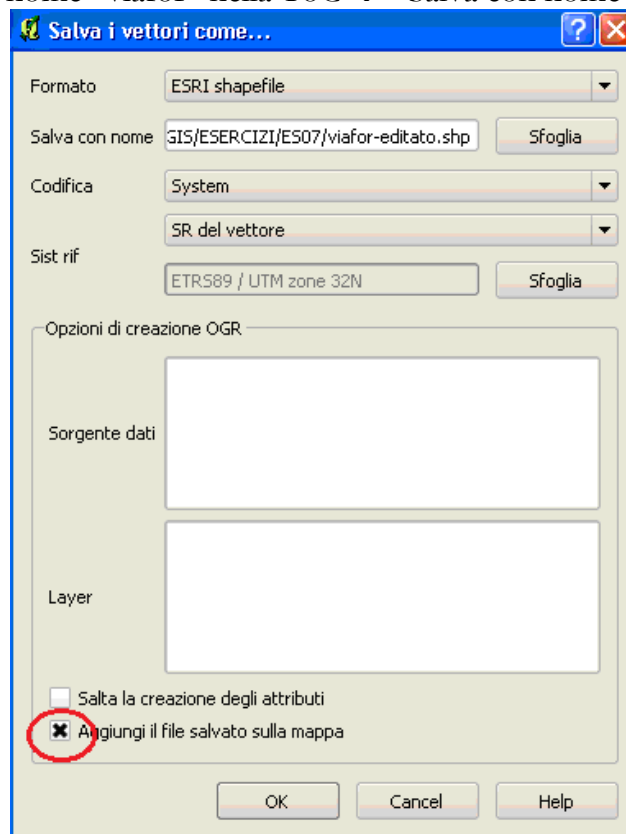 Salva i vettori come...
Formato ESRI shapefile
Salva con nome GIS/ESERCIZI/ES07/viafor-editato.shp Sfoglia
Codifica System
SR del vettore
Sist rif
ETRS89 / UTM zone 32N Sfoglia
Opzioni di creazione OGR
Sorgente dati
Layer
Salta la creazione degli attributi
Aggiungi il file salvato sulla mappa
OK Cancel Help